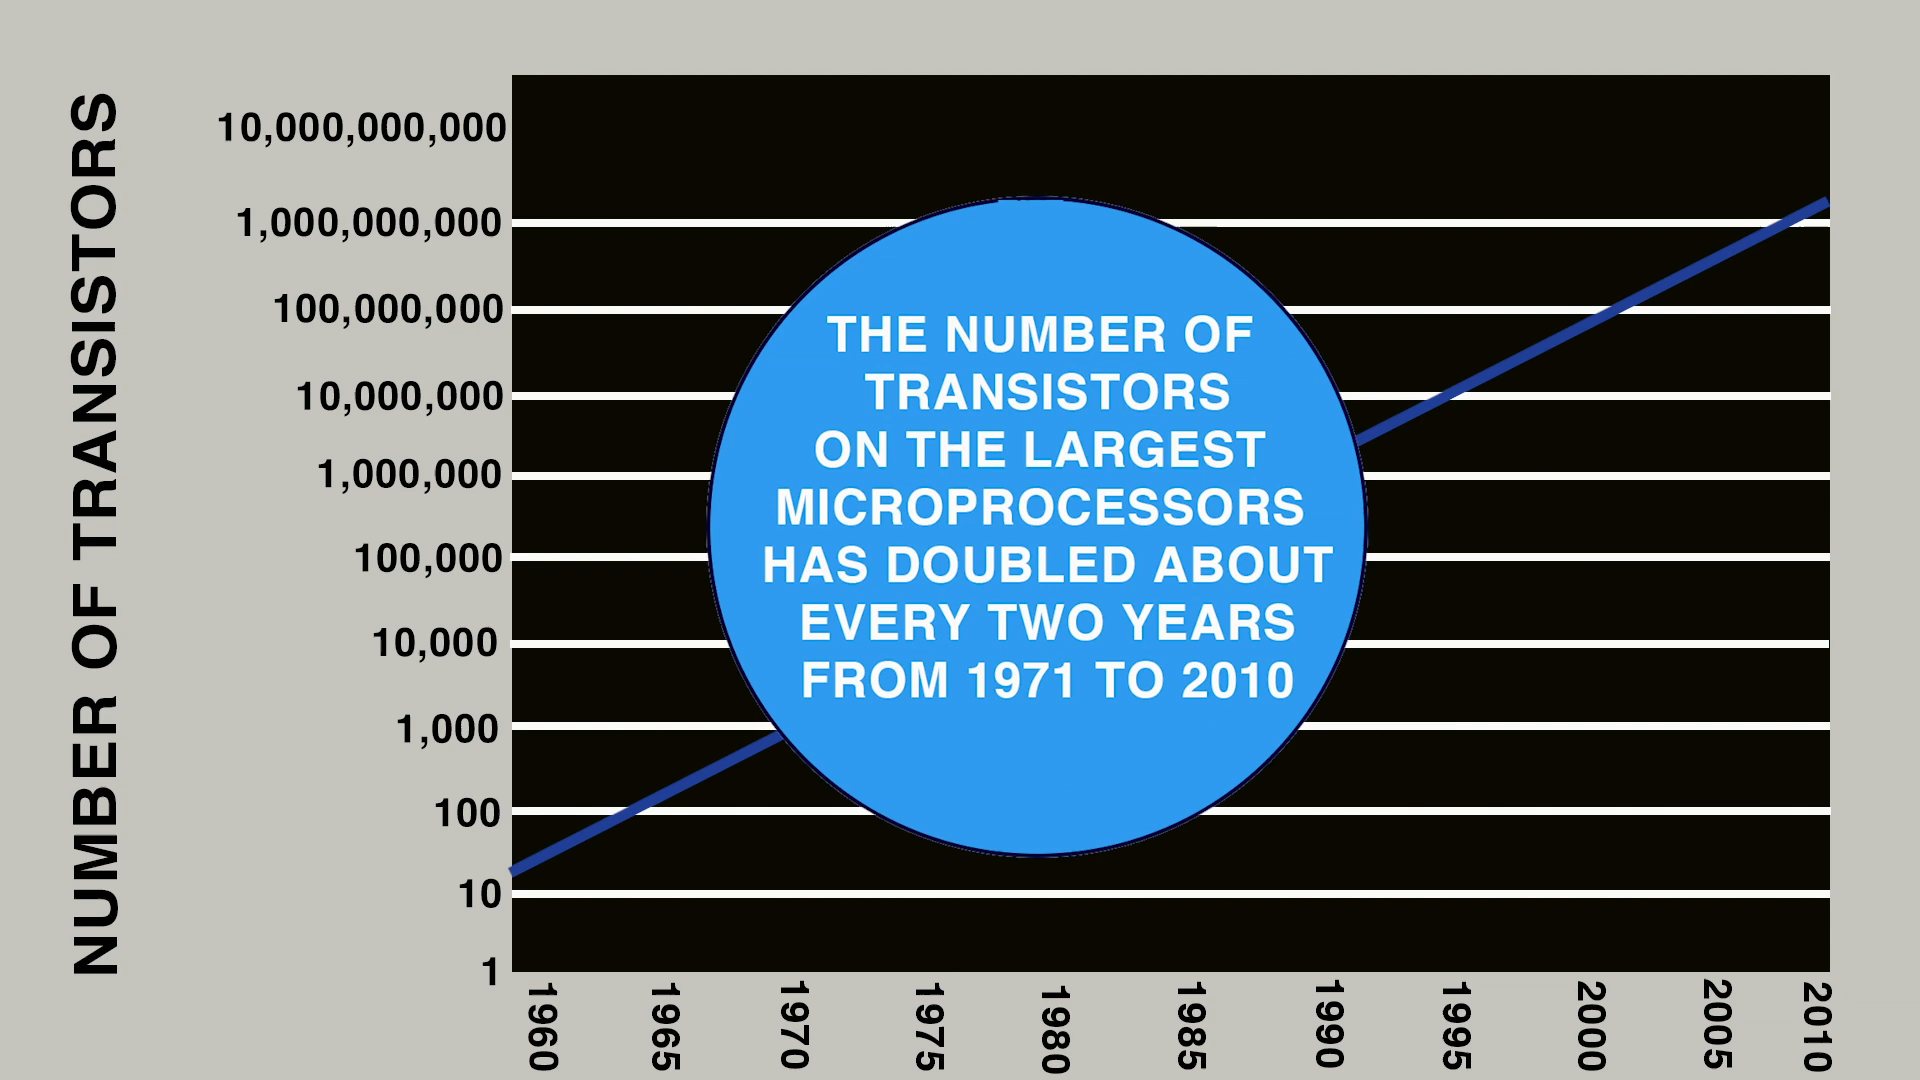 NUMBER OF TRANSISTORS
10,000,000,000
1,000,000,000
100,000,000
10,000,000
1,000,000
100,000
10,000
1,000
100
10
1
THE NUMBER OF
TRANSISTORS
ON THE LARGEST
MICROPROCESSORS
HAS DOUBLED ABOUT
EVERY TWO YEARS
FROM 1971 TO 2010
1960
1965
1970
1975
1980
1985
1990
1995
2000
2005
2010